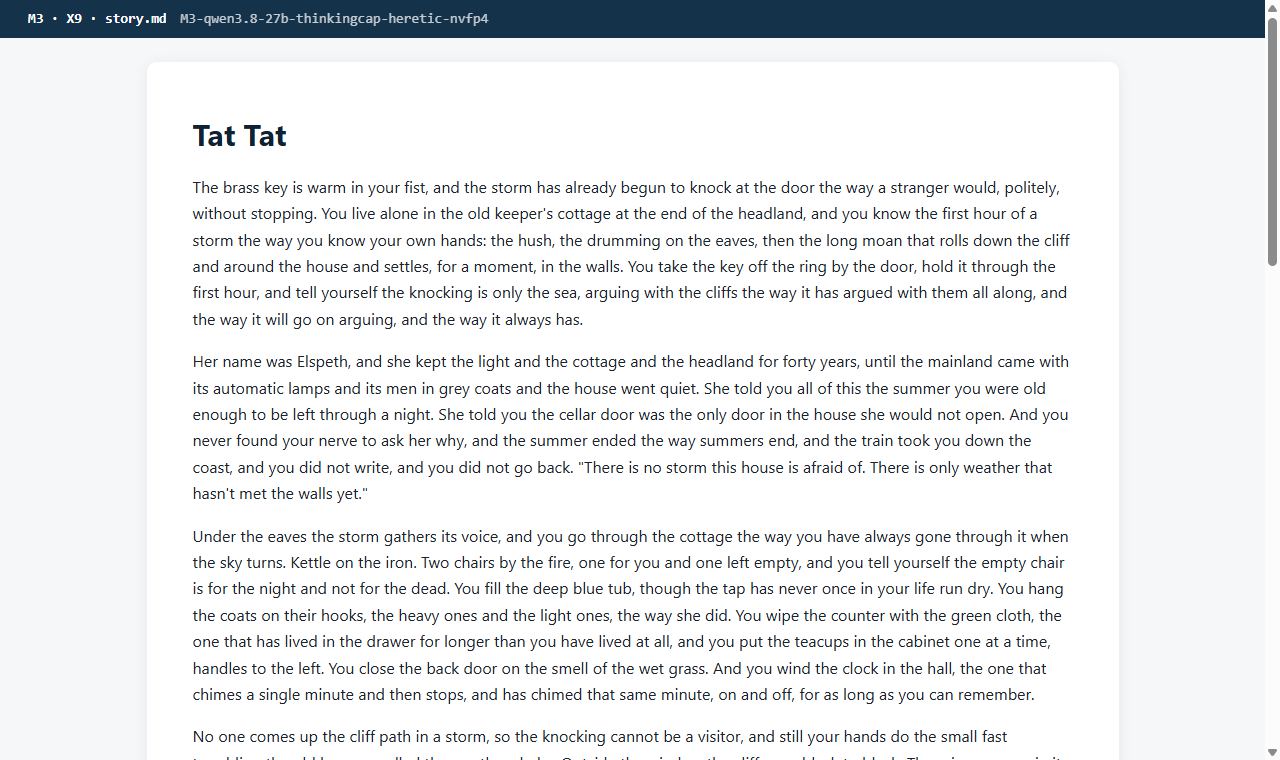 M3 · X9 · story.md M3-qwen3.8-27b-thinkingcap-heretic-nvfp4
Tat Tat
The brass key is warm in your fist, and the storm has already begun to knock at the door the way a stranger would, politely,
without stopping. You live alone in the old keeper's cottage at the end of the headland, and you know the first hour of a
storm the way you know your own hands: the hush, the drumming on the eaves, then the long moan that rolls down the cliff
and around the house and settles, for a moment, in the walls. You take the key off the ring by the door, hold it through the
first hour, and tell yourself the knocking is only the sea, arguing with the cliffs the way it has argued with them all along, and
the way it will go on arguing, and the way it always has.
Her name was Elspeth, and she kept the light and the cottage and the headland for forty years, until the mainland came with
its automatic lamps and its men in grey coats and the house went quiet. She told you all of this the summer you were old
enough to be left through a night. She told you the cellar door was the only door in the house she would not open. And you
never found your nerve to ask her why, and the summer ended the way summers end, and the train took you down the
coast, and you did not write, and you did not go back. "There is no storm this house is afraid of. There is only weather that
hasn't met the walls yet."
Under the eaves the storm gathers its voice, and you go through the cottage the way you have always gone through it when
the sky turns. Kettle on the iron. Two chairs by the fire, one for you and one left empty, and you tell yourself the empty chair
is for the night and not for the dead. You fill the deep blue tub, though the tap has never once in your life run dry. You hang
the coats on their hooks, the heavy ones and the light ones, the way she did. You wipe the counter with the green cloth, the
one that has lived in the drawer for longer than you have lived at all, and you put the teacups in the cabinet one at a time,
handles to the left. You close the back door on the smell of the wet grass. And you wind the clock in the hall, the one that
chimes a single minute and then stops, and has chimed that same minute, on and off, for as long as you can remember.
No one comes up the cliff path in a storm, so the knocking cannot be a visitor, and still your hands do the small fast